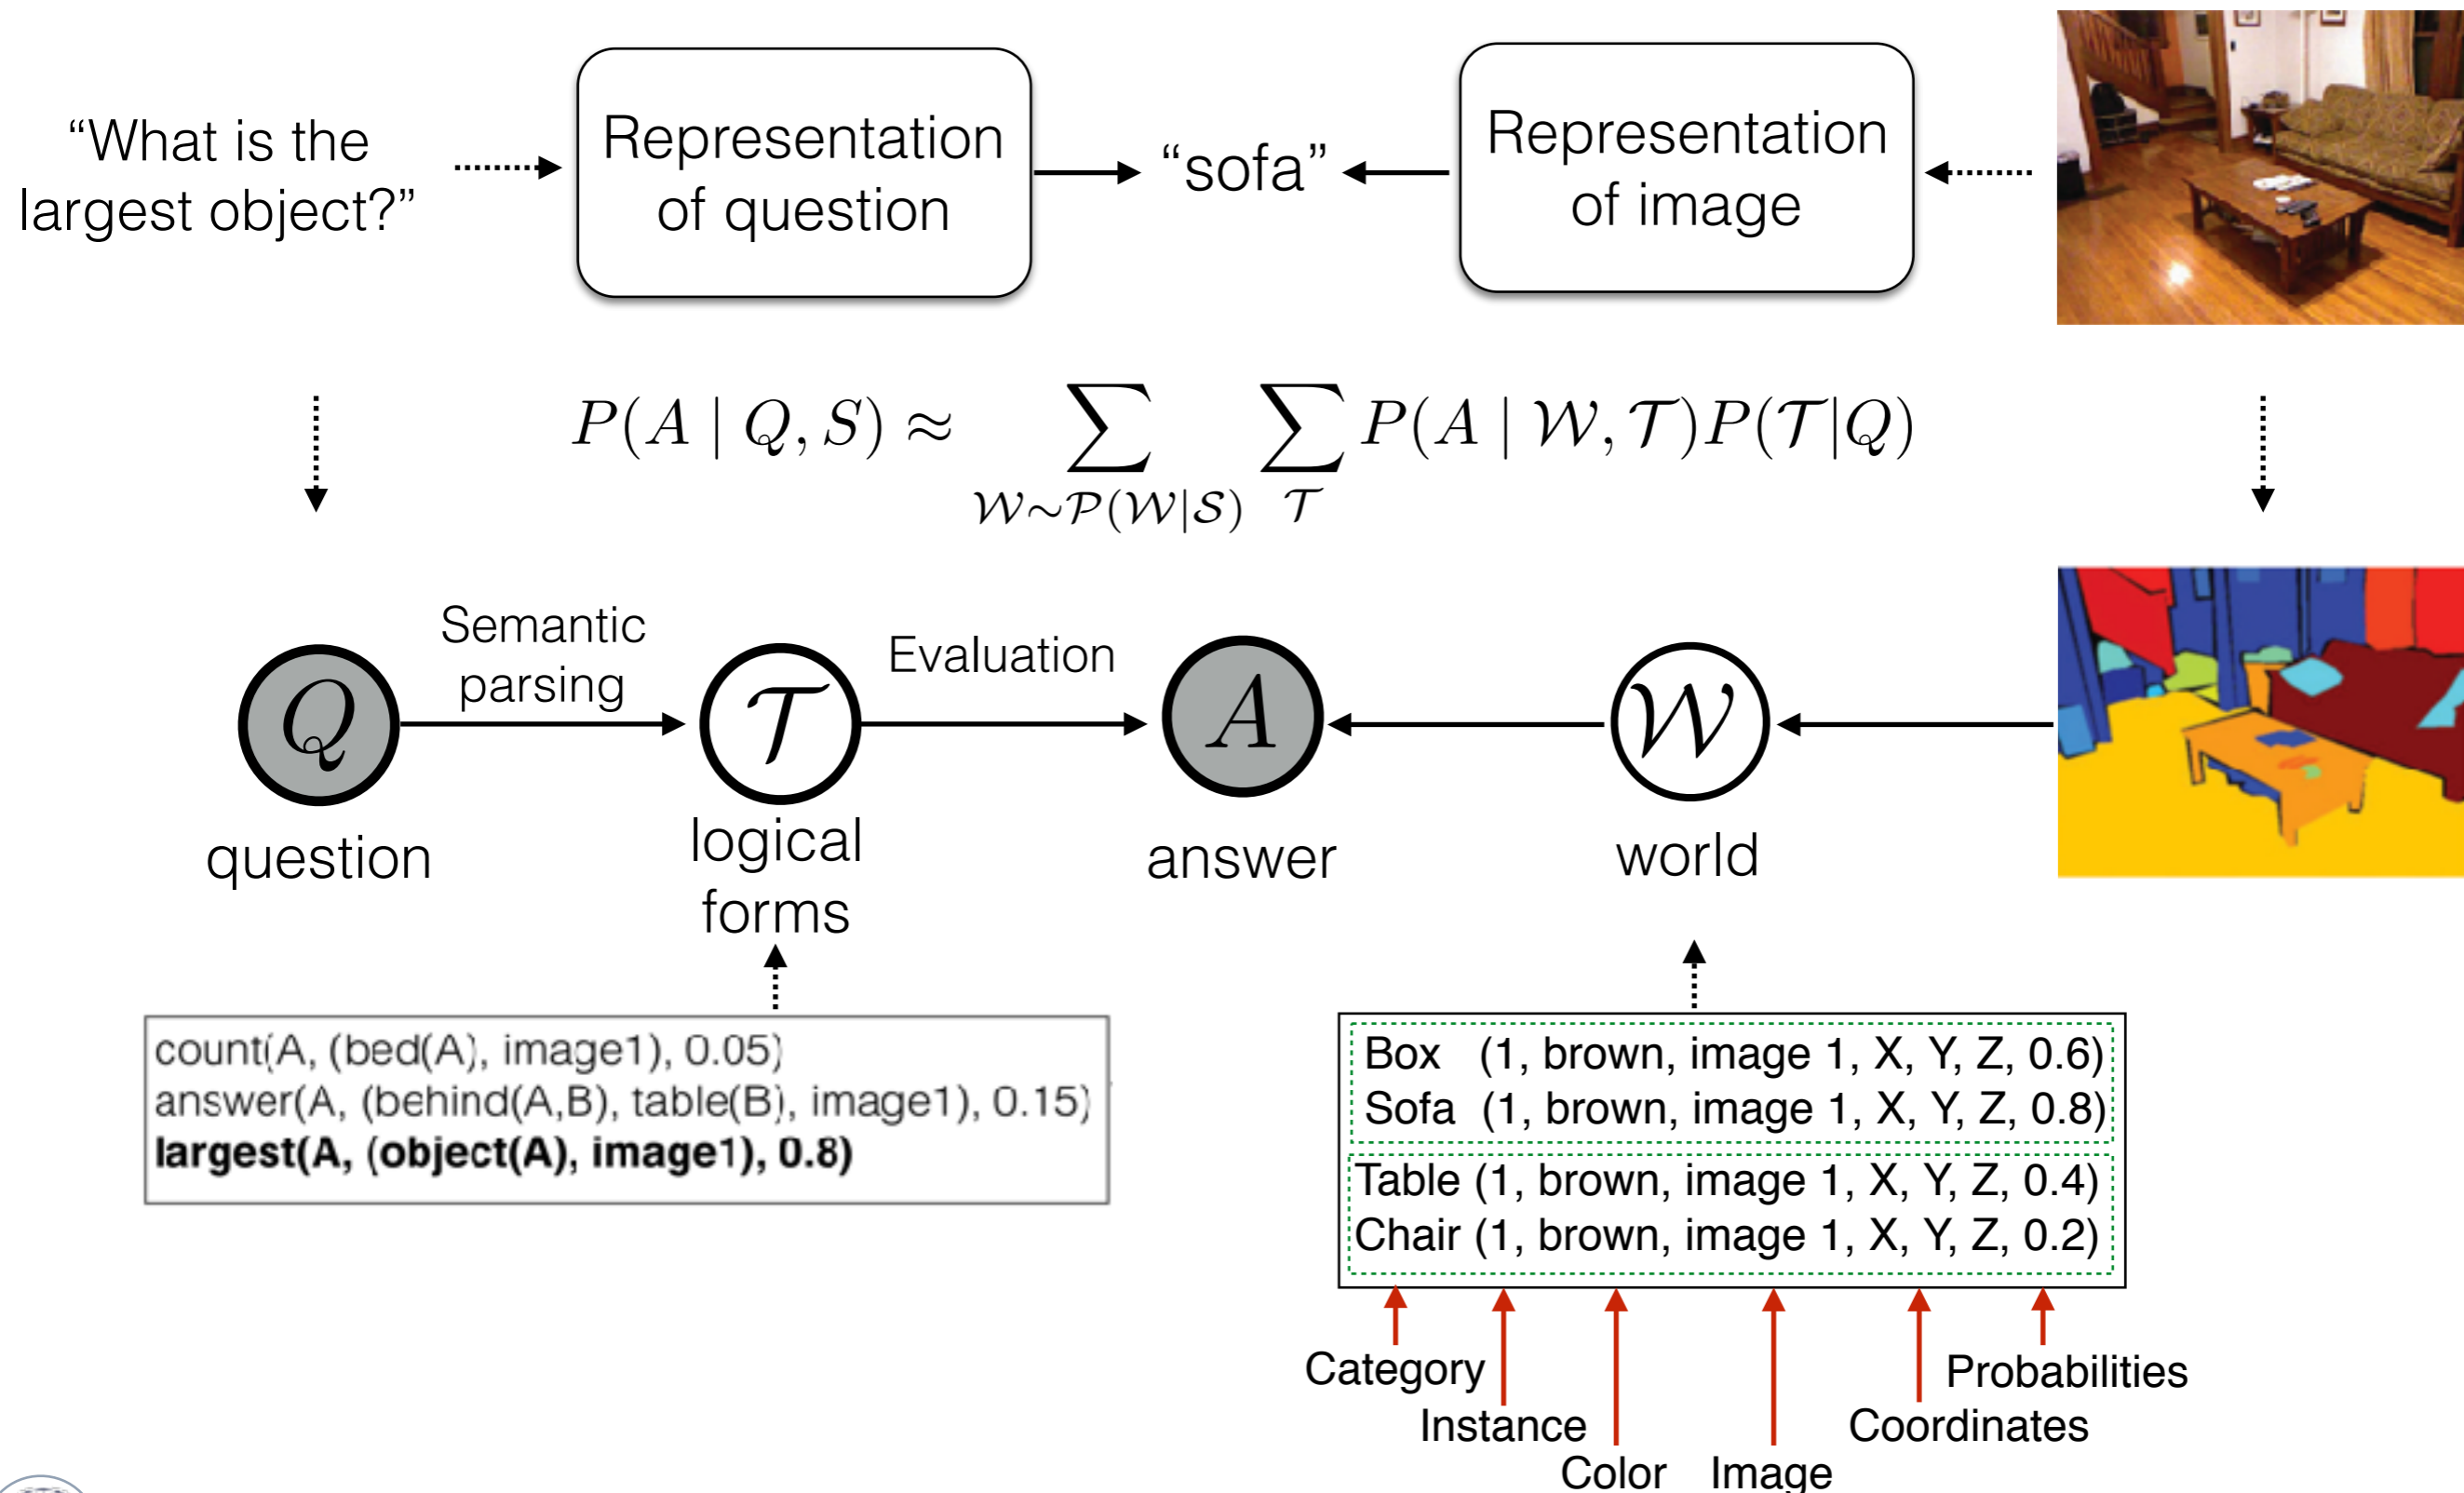 “What is the
largest object?”
Representation
of question
“sofa”
Representation
of image
P(A | Q, S) ≈ ∑ ∑ P(A | 𝒲, 𝒯)P(𝒯|Q)
𝒲∼𝒫(𝒲|𝒮) 𝒯
Semantic
parsing
Evaluation
Q
𝒯
A
𝒲
question
logical
forms
answer
world
count(A, (bed(A), image1), 0.05)
answer(A, (behind(A,B), table(B), image1), 0.15)
largest(A, (object(A), image1), 0.8)
Box (1, brown, image 1, X, Y, Z, 0.6)
Sofa (1, brown, image 1, X, Y, Z, 0.8)
Table (1, brown, image 1, X, Y, Z, 0.4)
Chair (1, brown, image 1, X, Y, Z, 0.2)
Category
Probabilities
Instance
Coordinates
Color
Image